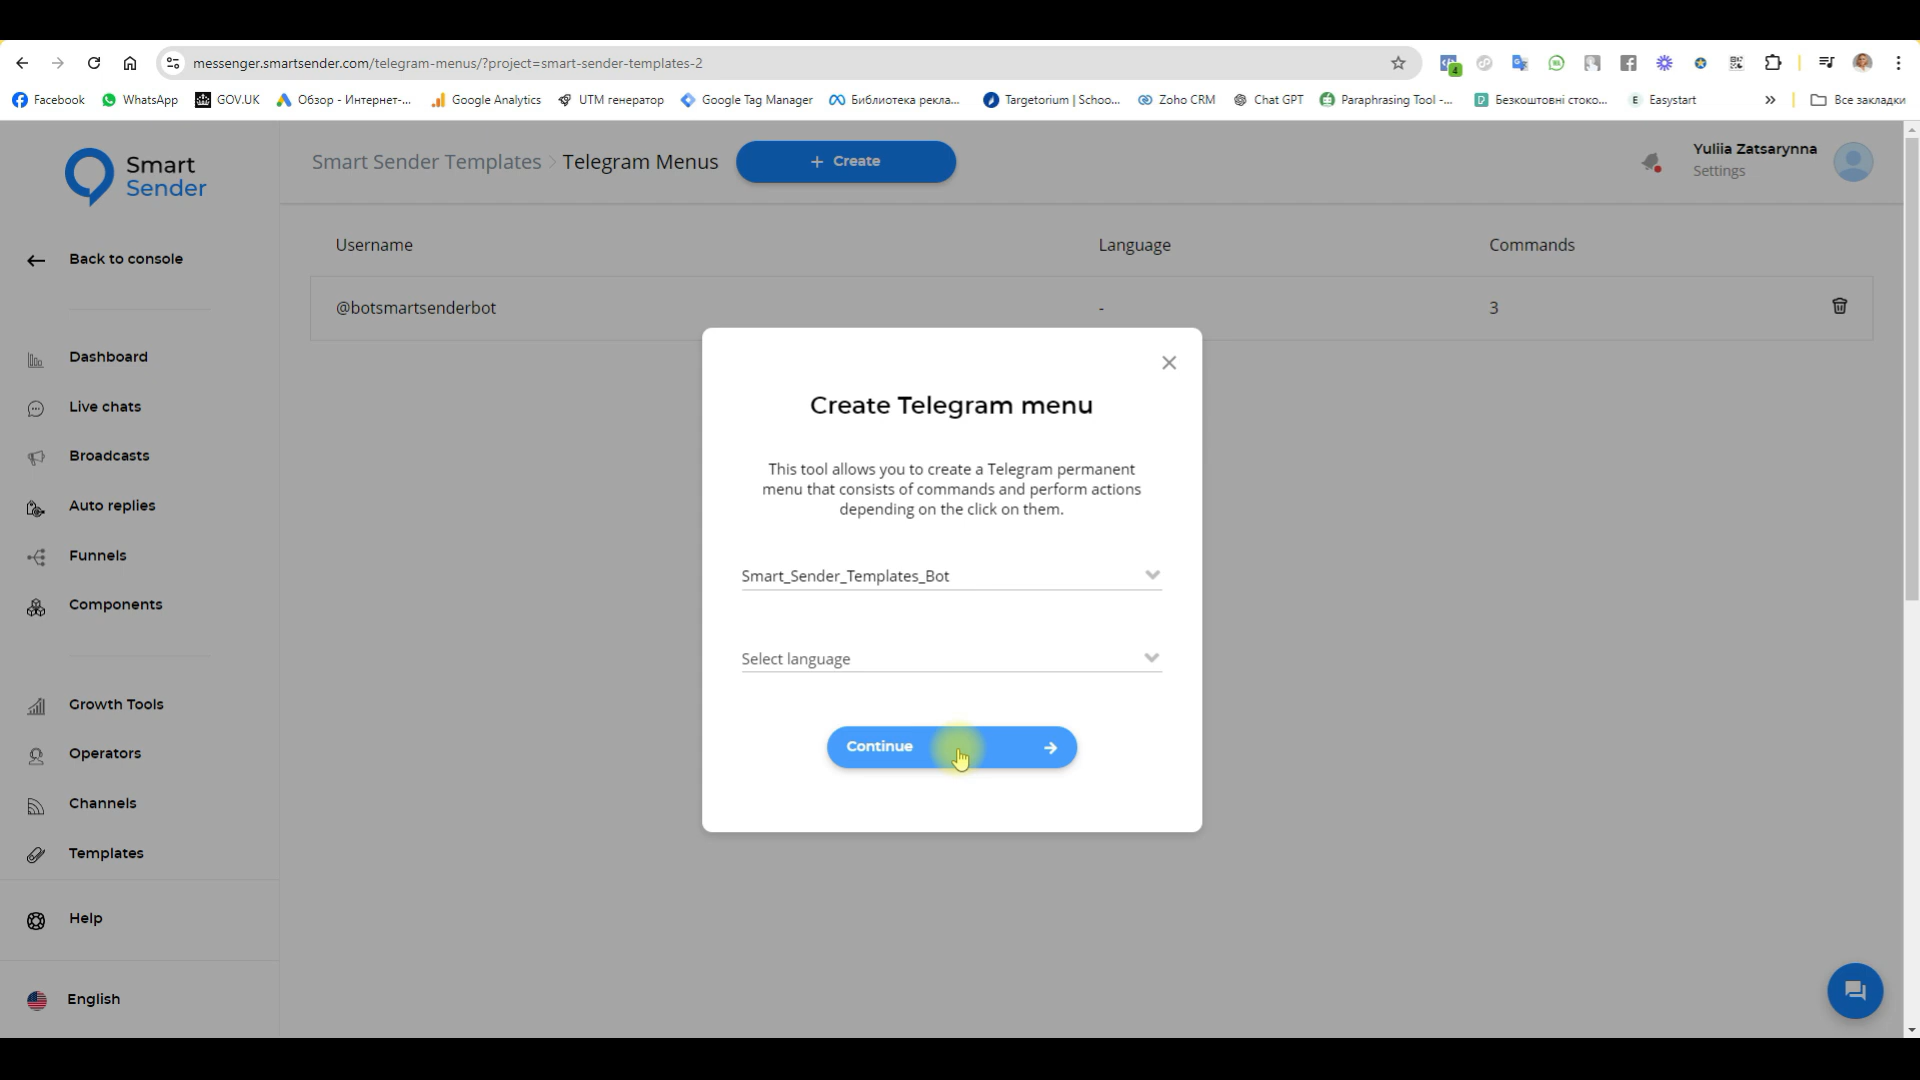 messenger.smartsender.com/telegram-menus/?project=smart-sender-templates-2
4
Facebook
WhatsApp
GOV.UK
Обзор - Интернет-...
Google Analytics
UTM генератор
Google Tag Manager
Библиотека рекла...
Targetorium | Schoo...
Zoho CRM
Chat GPT
Paraphrasing Tool -...
Безкоштовні стоко...
E Easystart
»
Все закладки
Smart
Sender
Smart Sender Templates > Telegram Menus
+ Create
Yuliia Zatsarynna
Settings
Back to console
Dashboard
Live chats
Broadcasts
Auto replies
Funnels
Components
Growth Tools
Operators
Channels
Templates
Help
English
Username Language Commands
@botsmartsenderbot - 3
Create Telegram menu
This tool allows you to create a Telegram permanent
menu that consists of commands and perform actions
depending on the click on them.
Smart_Sender_Templates_Bot
Select language
Continue